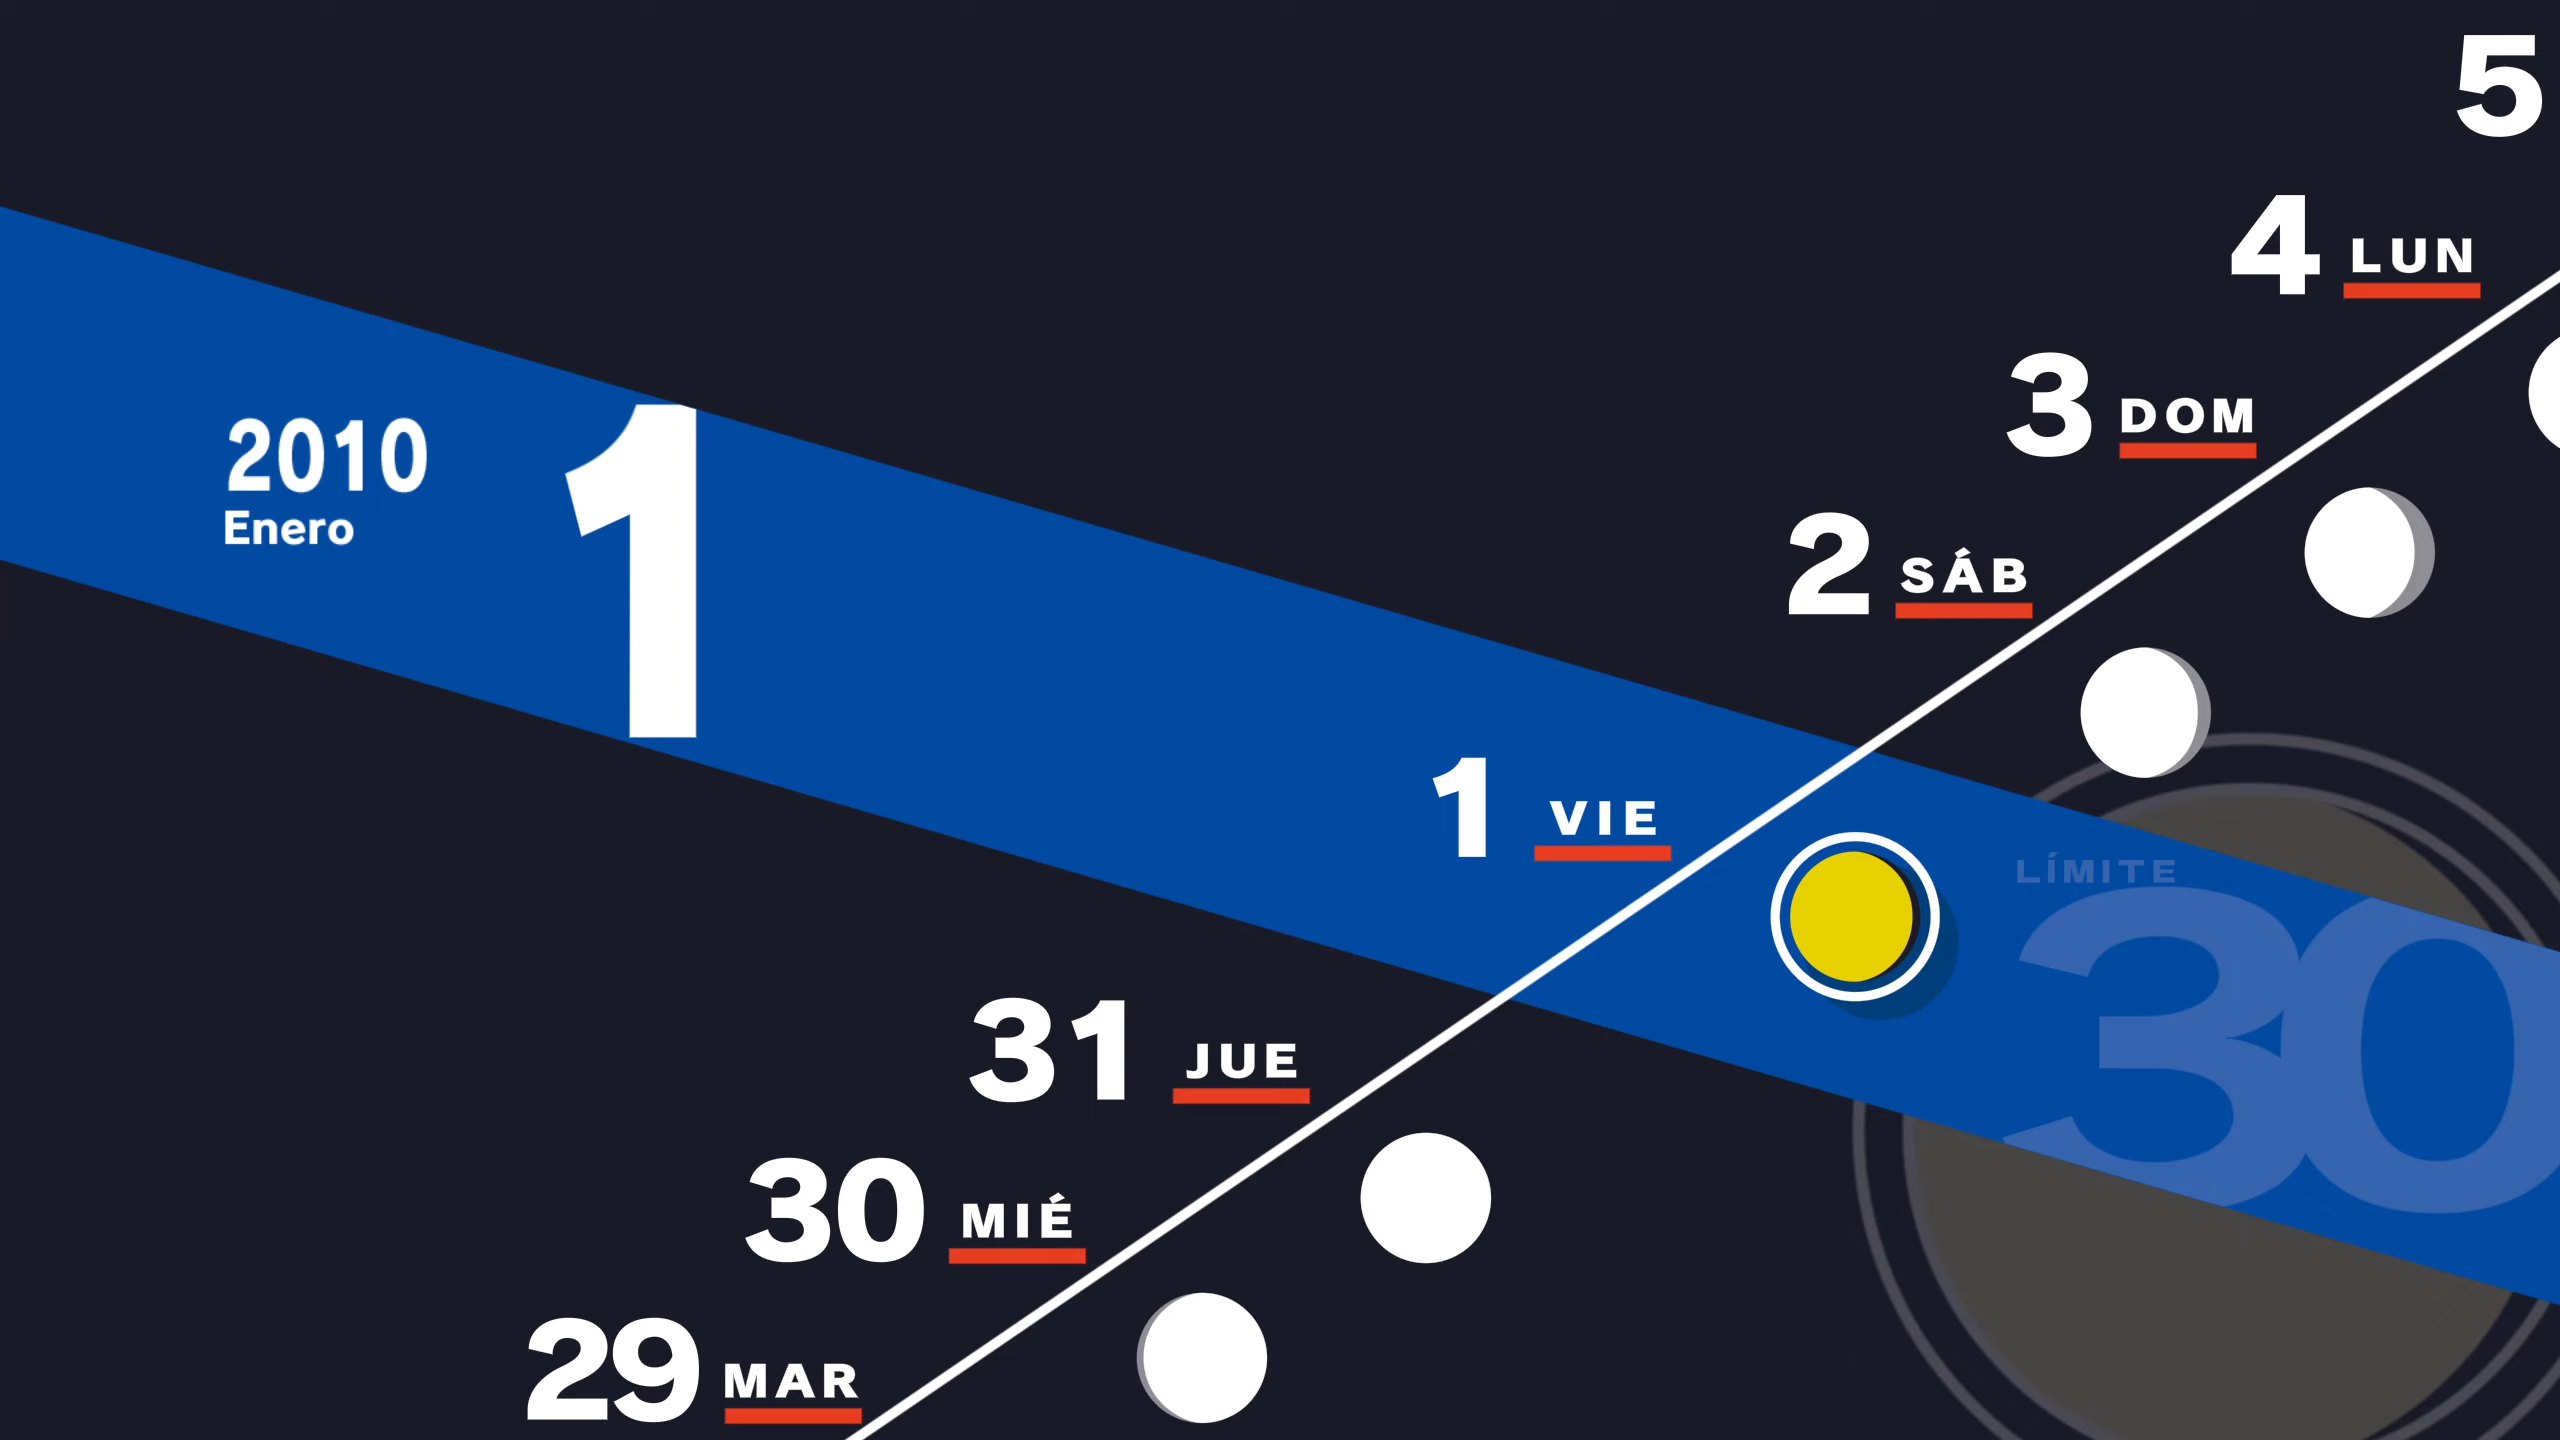 2010
Enero
1
5
4 LUN
3 DOM
2 SÁB
1 VIE
LÍMITE
30
31 JUE
30 MIÉ
29 MAR